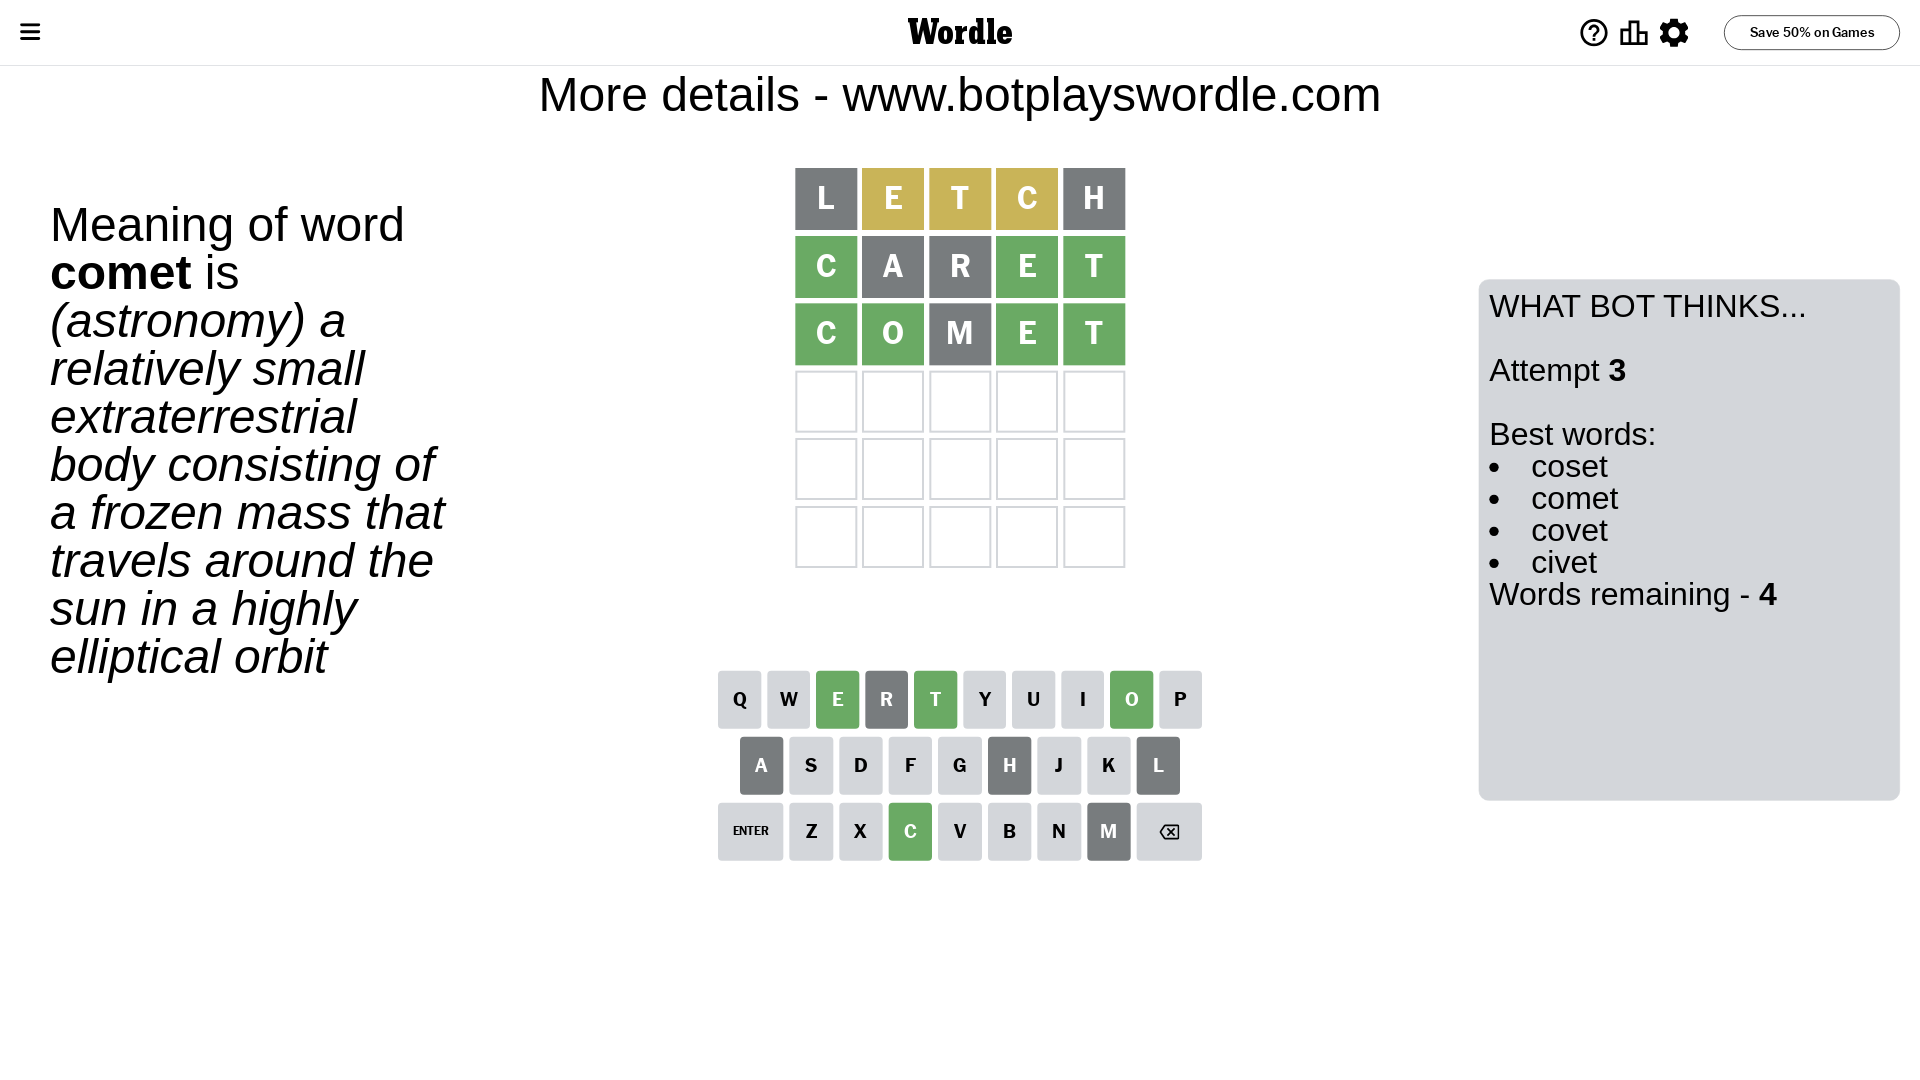 Wordle
Save 50% on Games
More details - www.botplayswordle.com
Meaning of word
comet is
(astronomy) a
relatively small
extraterrestrial
body consisting of
a frozen mass that
travels around the
sun in a highly
elliptical orbit
L E T C H
C A R E T
C O M E T
WHAT BOT THINKS...
Attempt 3
Best words:
• coset
• comet
• covet
• civet
Words remaining - 4
Q W E R T Y U I O P
A S D F G H J K L
ENTER Z X C V B N M